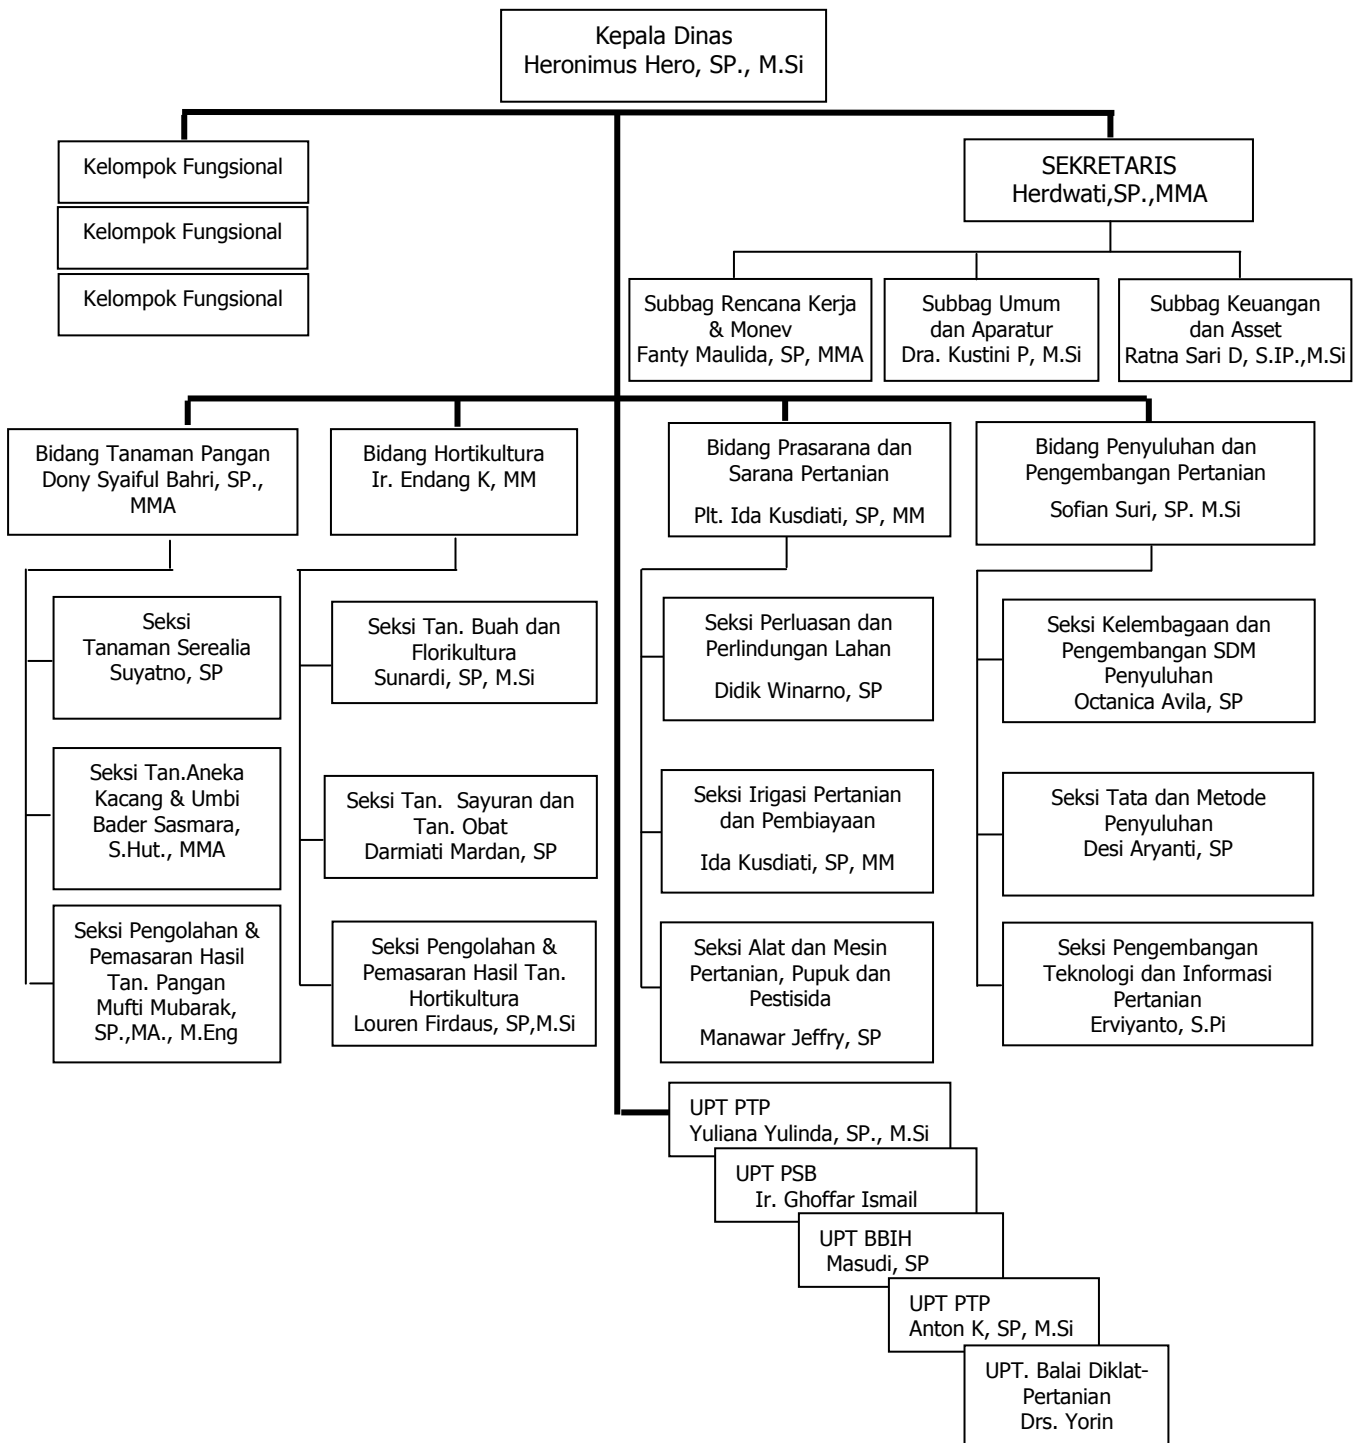 Kepala Dinas
Heronimus Hero, SP., M.Si
Kelompok Fungsional
Kelompok Fungsional
Kelompok Fungsional
SEKRETARIS
Herdwati,SP.,MMA
Subbag Rencana Kerja
& Monev
Fanty Maulida, SP, MMA
Subbag Umum
dan Aparatur
Dra. Kustini P, M.Si
Subbag Keuangan
dan Asset
Ratna Sari D, S.IP.,M.Si
Bidang Tanaman Pangan
Dony Syaiful Bahri, SP.,
MMA
Bidang Hortikultura
Ir. Endang K, MM
Bidang Prasarana dan
Sarana Pertanian
Plt. Ida Kusdiati, SP, MM
Bidang Penyuluhan dan
Pengembangan Pertanian
Sofian Suri, SP. M.Si
Seksi
Tanaman Serealia
Suyatno, SP
Seksi Tan.Aneka
Kacang & Umbi
Bader Sasmara,
S.Hut., MMA
Seksi Pengolahan &
Pemasaran Hasil
Tan. Pangan
Mufti Mubarak,
SP.,MA., M.Eng
Seksi Tan. Buah dan
Florikultura
Sunardi, SP, M.Si
Seksi Tan.  Sayuran dan
Tan. Obat
Darmiati Mardan, SP
Seksi Pengolahan &
Pemasaran Hasil Tan.
Hortikultura
Louren Firdaus, SP,M.Si
Seksi Perluasan dan
Perlindungan Lahan
Didik Winarno, SP
Seksi Irigasi Pertanian
dan Pembiayaan
Ida Kusdiati, SP, MM
Seksi Alat dan Mesin
Pertanian, Pupuk dan
Pestisida
Manawar Jeffry, SP
Seksi Kelembagaan dan
Pengembangan SDM
Penyuluhan
Octanica Avila, SP
Seksi Tata dan Metode
Penyuluhan
Desi Aryanti, SP
Seksi Pengembangan
Teknologi dan Informasi
Pertanian
Erviyanto, S.Pi
UPT PTP
Yuliana Yulinda, SP., M.Si
UPT PSB
Ir. Ghoffar Ismail
UPT BBIH
Masudi, SP
UPT PTP
Anton K, SP, M.Si
UPT. Balai Diklat-
Pertanian
Drs. Yorin